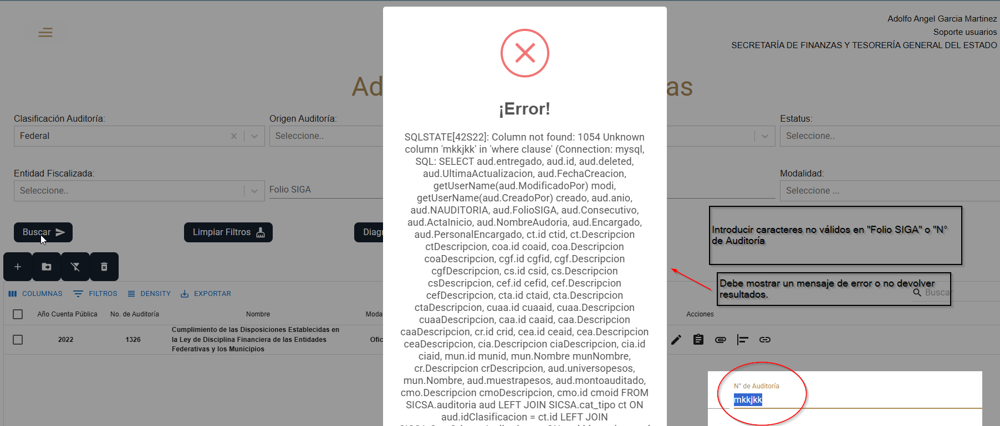 Adolfo Angel Garcia Martinez
Soporte usuarios
SECRETARÍA DE FINANZAS Y TESORERÍA GENERAL DEL ESTADO
Ad
as
Clasificación Auditoría:
Origen Auditoría:
Estatus:
Federal
Seleccione..
Seleccione..
Entidad Fiscalizada:
Modalidad:
Seleccione..
Folio SIGA
Seleccione ...
Buscar
Limpiar Filtros
Diagr
¡Error!
SQLSTATE[42S22]: Column not found: 1054 Unknown
column 'mkkjkk' in 'where clause' (Connection: mysql,
SQL: SELECT aud.entregado, aud.id, aud.deleted,
aud.UltimaActualizacion, aud.FechaCreacion,
getUserName(aud.ModificadoPor) modi,
getUserName(aud.CreadoPor) creado, aud.anio,
aud.NAUDITORIA, aud.FolioSIGA, aud.Consecutivo,
aud.ActaInicio, aud.NombreAudoria, aud.Encargado,
aud.PersonalEncargado, ct.id ctid, ct.Descripcion
ctDescripcion, coa.id coaid, coa.Descripcion
coaDescripcion, cgf.id cgfid, cgf.Descripcion
cgfDescripcion, cs.id csid, cs.Descripcion
csDescripcion, cef.id cefid, cef.Descripcion
cefDescripcion, cta.id ctaid, cta.Descripcion
ctaDescripcion, cuaa.id cuaaid, cuaa.Descripcion
cuaaDescripcion, caa.id caaid, caa.Descripcion
caaDescripcion, cr.id crid, cea.id ceaid, cea.Descripcion
ceaDescripcion, cia.Descripcion ciaDescripcion, cia.id
ciaid, mun.id munid, mun.Nombre munNombre,
cr.Descripcion crDescripcion, aud.universopesos,
mun.Nombre, aud.muestrapesos, aud.montoauditado,
cmo.Descripcion cmoDescripcion, cmo.id cmoid FROM
SICSA.auditoria aud LEFT JOIN SICSA.cat_tipo ct ON
aud.idClasificacion = ct.id LEFT JOIN
Introducir caracteres no válidos en "Folio SIGA" o "N°
de Auditoría
Debe mostrar un mensaje de error o no devolver
resultados.
Buscar
COLUMNAS
FILTROS
DENSITY
EXPORTAR
Año Cuenta Pública
No. de Auditoría
Nombre
Moda
Acciones
2022
1326
Cumplimiento de las Disposiciones Establecidas en
la Ley de Disciplina Financiera de las Entidades
Federativas y los Municipios
Ofic
N° de Auditoría
mkkjkk